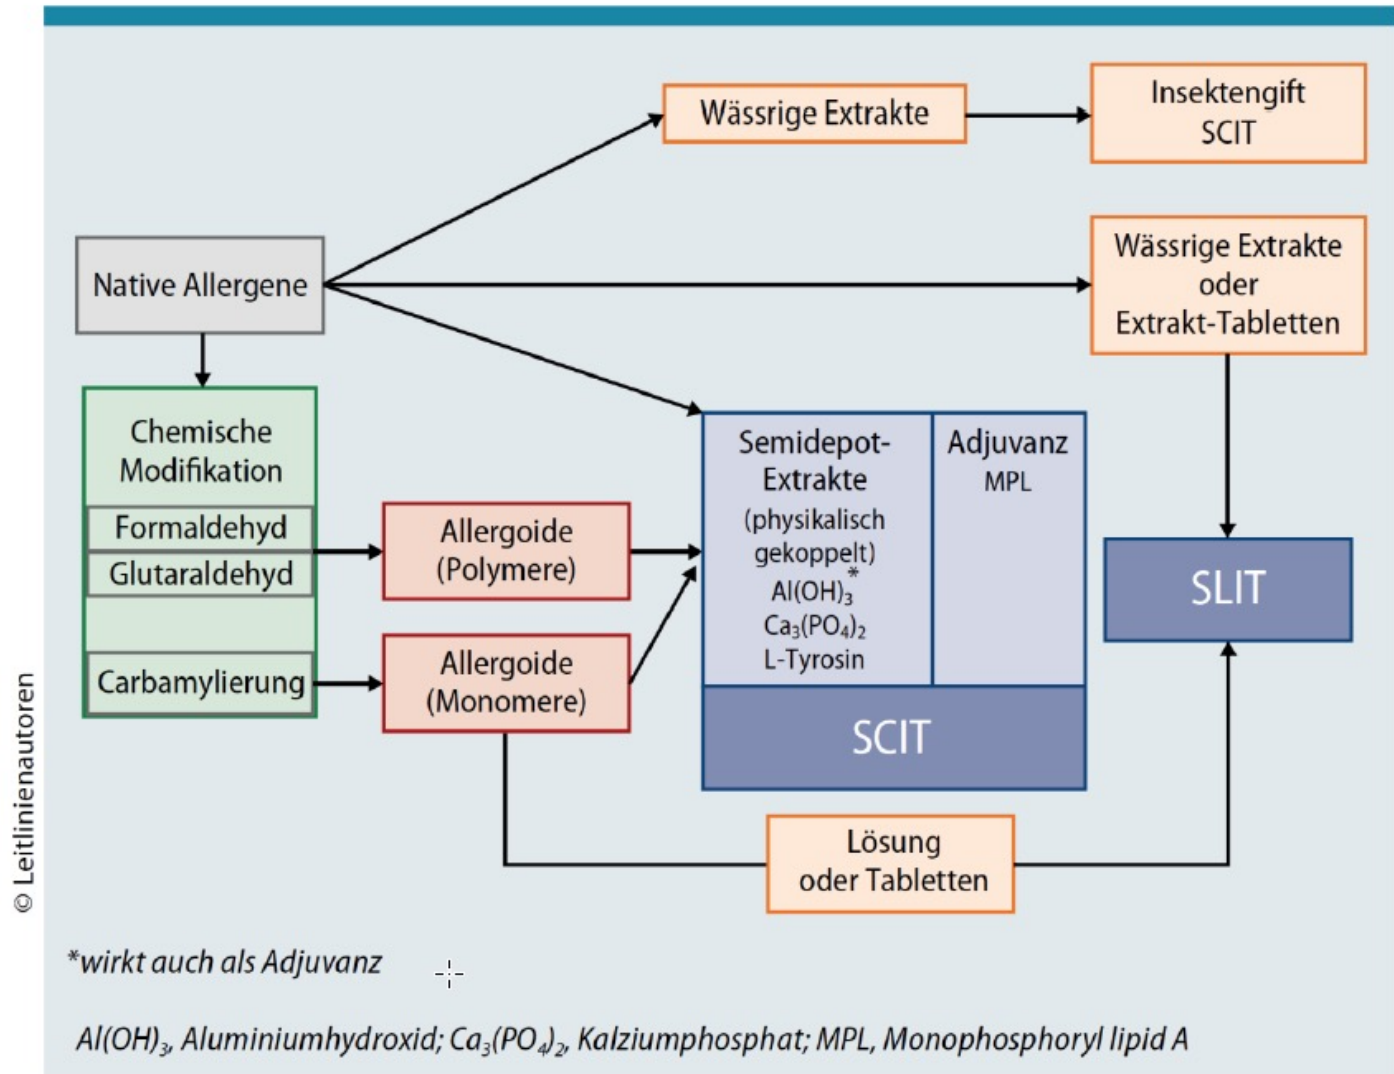 Wässrige Extrakte
Insektengift
SCIT
Native Allergene
Wässrige Extrakte
oder
Extrakt-Tabletten
Chemische
Modifikation
Formaldehyd
Glutaraldehyd
Carbamylierung
Allergoide
(Polymere)
Allergoide
(Monomere)
Semidepot-
Extrakte
(physikalisch
gekoppelt)
Al(OH)₃*
Ca₃(PO₄)₂
L-Tyrosin
Adjuvanz
MPL
SCIT
SLIT
Lösung
oder Tabletten
© Leitlinienautoren
*wirkt auch als Adjuvanz
Al(OH)₃, Aluminiumhydroxid; Ca₃(PO₄)₂, Kalziumphosphat; MPL, Monophosphoryl lipid A